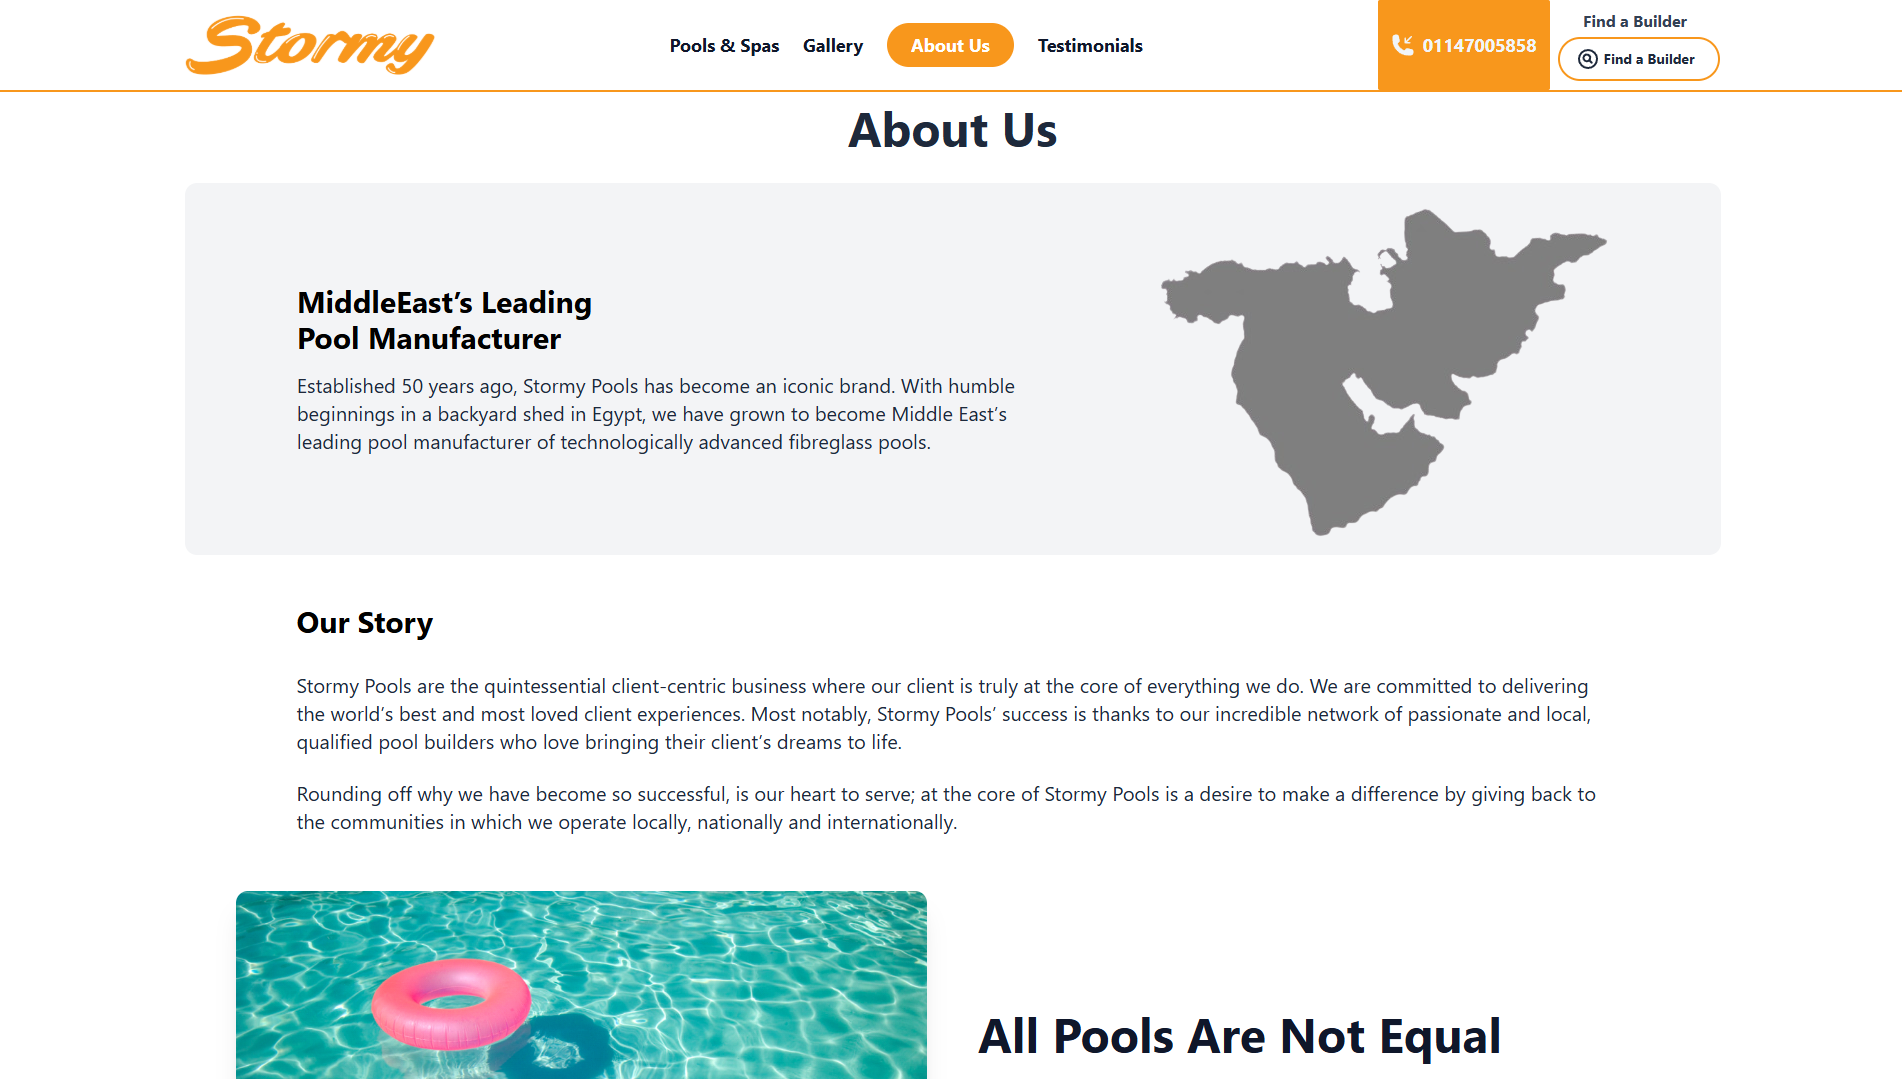 Stormy
Pools & Spas
Gallery
About Us
Testimonials
01147005858
Find a Builder
Find a Builder
About Us
MiddleEast’s Leading
Pool Manufacturer
Established 50 years ago, Stormy Pools has become an iconic brand. With humble
beginnings in a backyard shed in Egypt, we have grown to become Middle East’s
leading pool manufacturer of technologically advanced fibreglass pools.
Our Story
Stormy Pools are the quintessential client-centric business where our client is truly at the core of everything we do. We are committed to delivering
the world’s best and most loved client experiences. Most notably, Stormy Pools’ success is thanks to our incredible network of passionate and local,
qualified pool builders who love bringing their client’s dreams to life.
Rounding off why we have become so successful, is our heart to serve; at the core of Stormy Pools is a desire to make a difference by giving back to
the communities in which we operate locally, nationally and internationally.
All Pools Are Not Equal